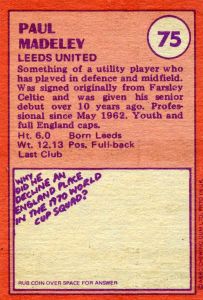 PAUL
MADELEY
75
LEEDS UNITED
Something of a utility player who
has played in defence and midfield.
Was signed originally from Farsley
Celtic and was given his senior
debut over 10 years ago. Profes-
sional since May 1962. Youth and
full England caps.
Ht. 6.0 Born Leeds
Wt. 12.13 Pos. Full-back
Last Club
WHY
DID HE
DECLINE AN
ENGLAND PLACE
IN THE 1970 WORLD
CUP SQUAD?
RUB COIN OVER SPACE FOR ANSWER